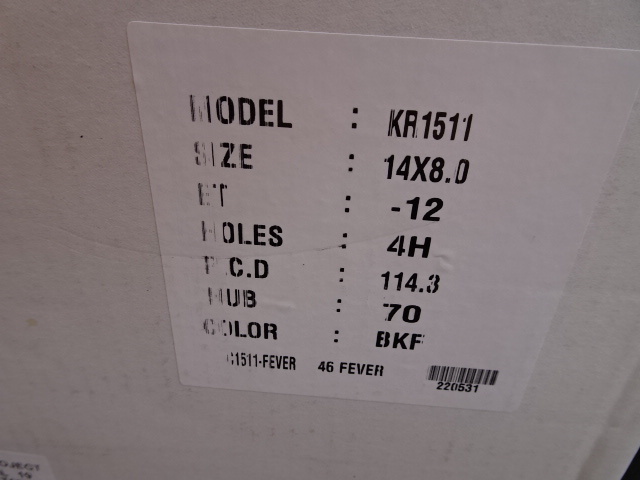 MODEL : KR1511
SIZE : 14X8.0
ET : -12
HOLES : 4H
P.C.D : 114.3
HUB : 70
COLOR : BKF
C1511-FEVER 46 FEVER
220531